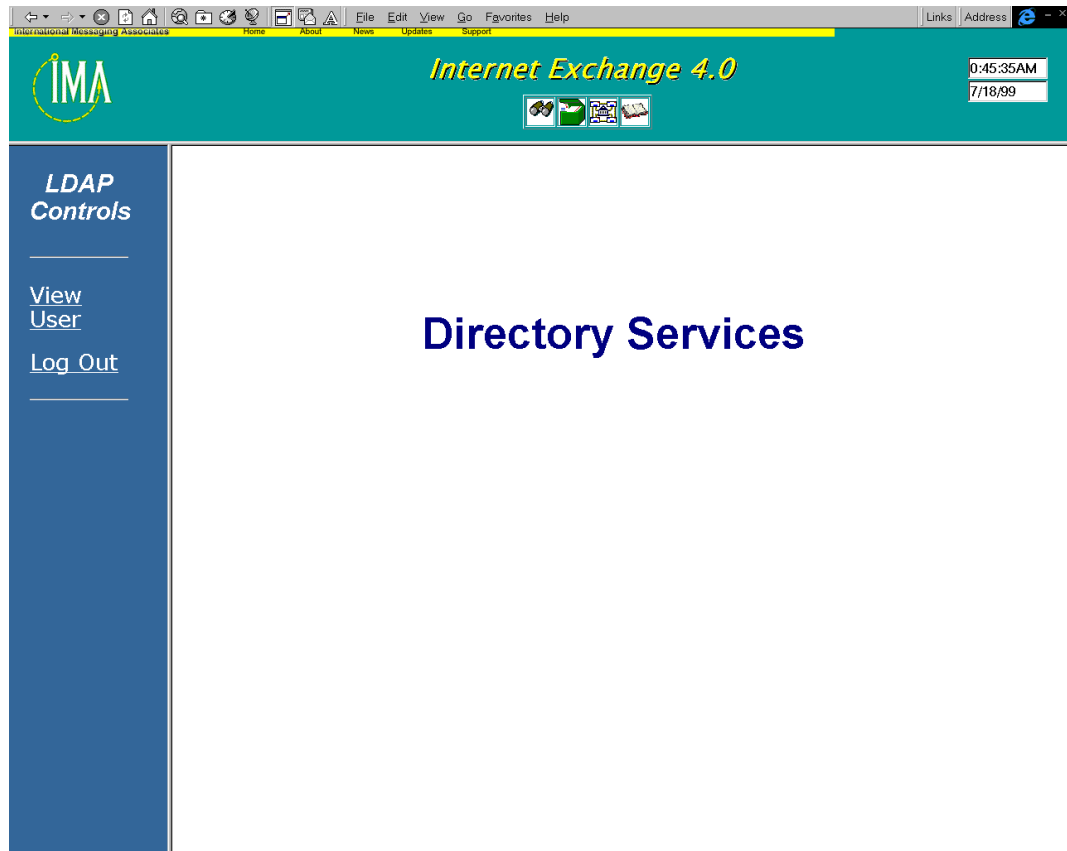 File Edit View Go Favorites Help Links Address
International Messaging Associates Home About News Updates Support
IMA
Internet Exchange 4.0
0:45:35AM
7/18/99
LDAP
Controls
View
User
Log Out
Directory Services